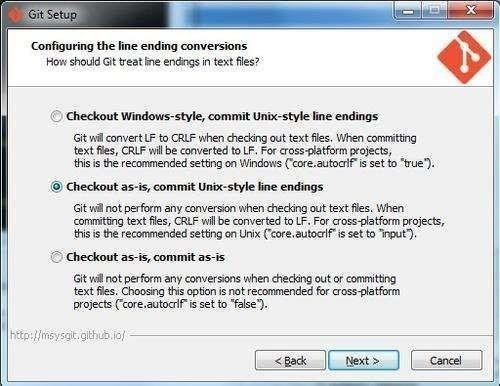 Git Setup
Configuring the line ending conversions
How should Git treat line endings in text files?
Checkout Windows-style, commit Unix-style line endings
Git will convert LF to CRLF when checking out text files. When committing
text files, CRLF will be converted to LF. For cross-platform projects,
this is the recommended setting on Windows ("core.autocrlf" is set to "true").
Checkout as-is, commit Unix-style line endings
Git will not perform any conversion when checking out text files. When
committing text files, CRLF will be converted to LF. For cross-platform projects,
this is the recommended setting on Unix ("core.autocrlf" is set to "input").
Checkout as-is, commit as-is
Git will not perform any conversions when checking out or committing
text files. Choosing this option is not recommended for cross-platform
projects ("core.autocrlf" is set to "false").
http://msysgit.github.io/
< Back
Next >
Cancel